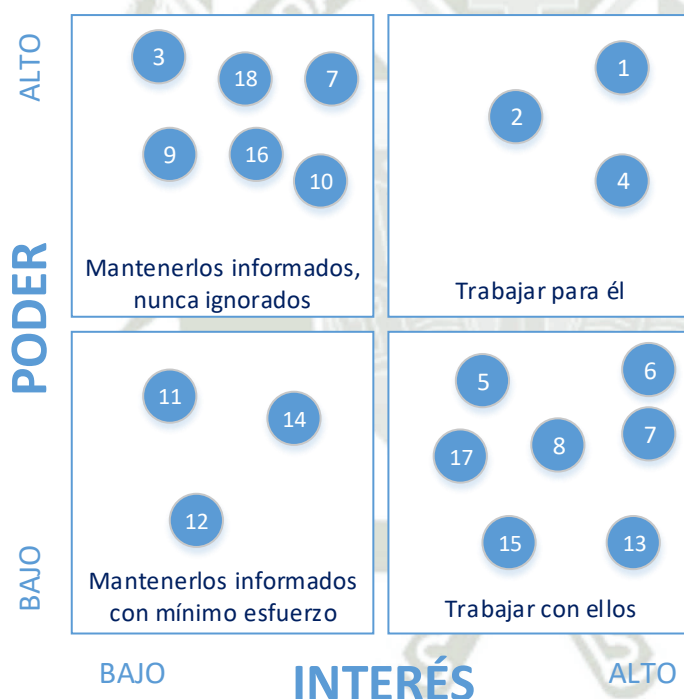 ALTO
PODER
BAJO
3
18
7
9
16
10
Mantenerlos informados,
nunca ignorados
1
2
4
Trabajar para él
11
14
12
Mantenerlos informados
con mínimo esfuerzo
5
6
7
8
17
15
13
Trabajar con ellos
BAJO
INTERÉS
ALTO